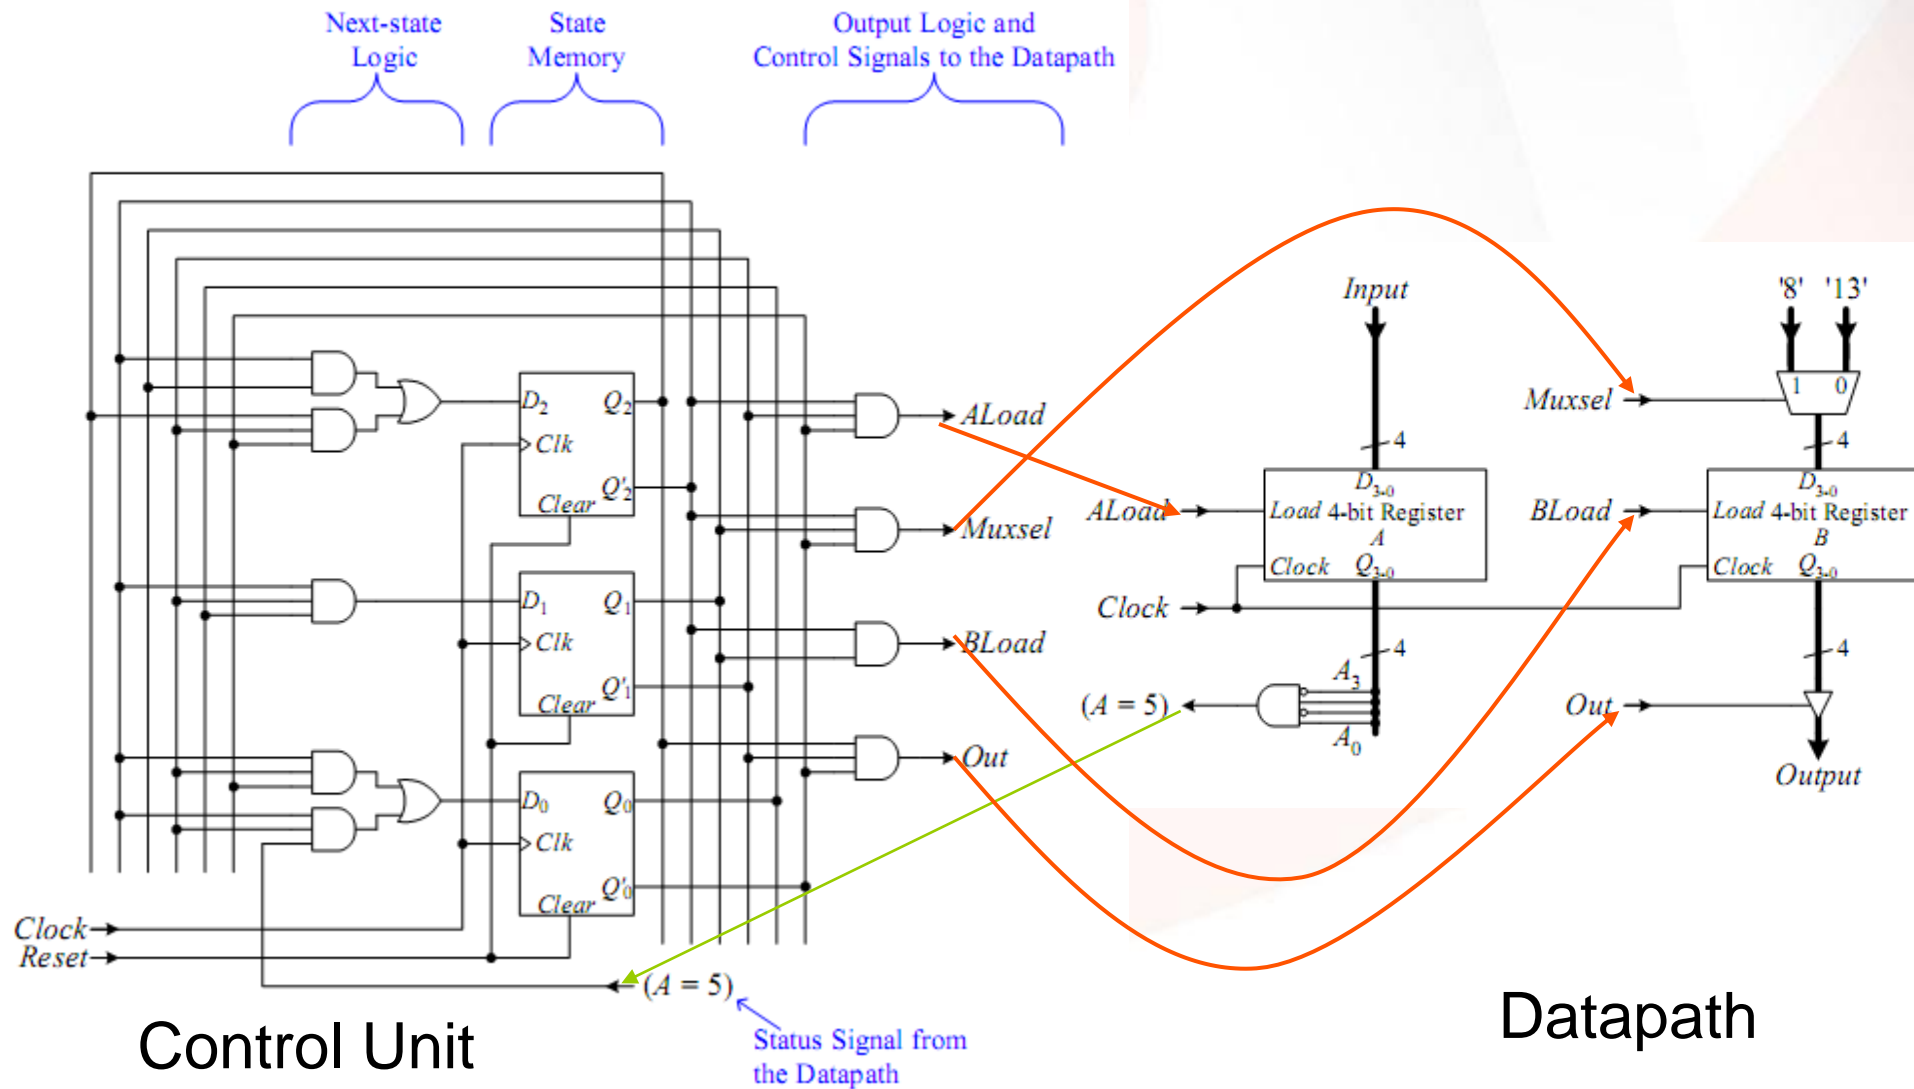 Next-state
Logic
State
Memory
Output Logic and
Control Signals to the Datapath
D2
Q2
Clk
Q'2
Clear
D1
Q1
Clk
Q'1
Clear
D0
Q0
Clk
Q'0
Clear
Clock
Reset
ALoad
Muxsel
BLoad
Out
(A = 5)
Status Signal from
the Datapath
Control Unit
Input
4
ALoad
D3-0
Load 4-bit Register
A
Clock Q3-0
Clock
4
A3
(A = 5)
A0
'8' '13'
Muxsel
1 0
4
BLoad
D3-0
Load 4-bit Register
B
Clock Q3-0
4
Out
Output
Datapath